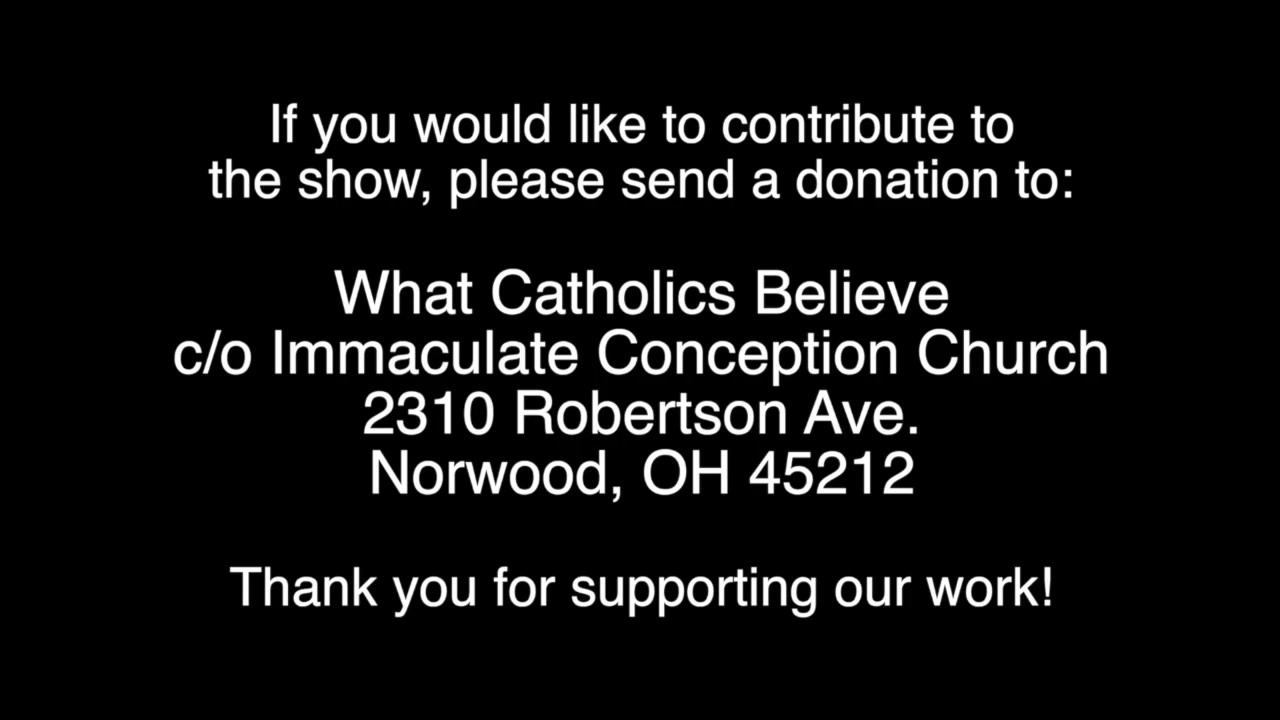 If you would like to contribute to
the show, please send a donation to:
What Catholics Believe
c/o Immaculate Conception Church
2310 Robertson Ave.
Norwood, OH 45212
Thank you for supporting our work!